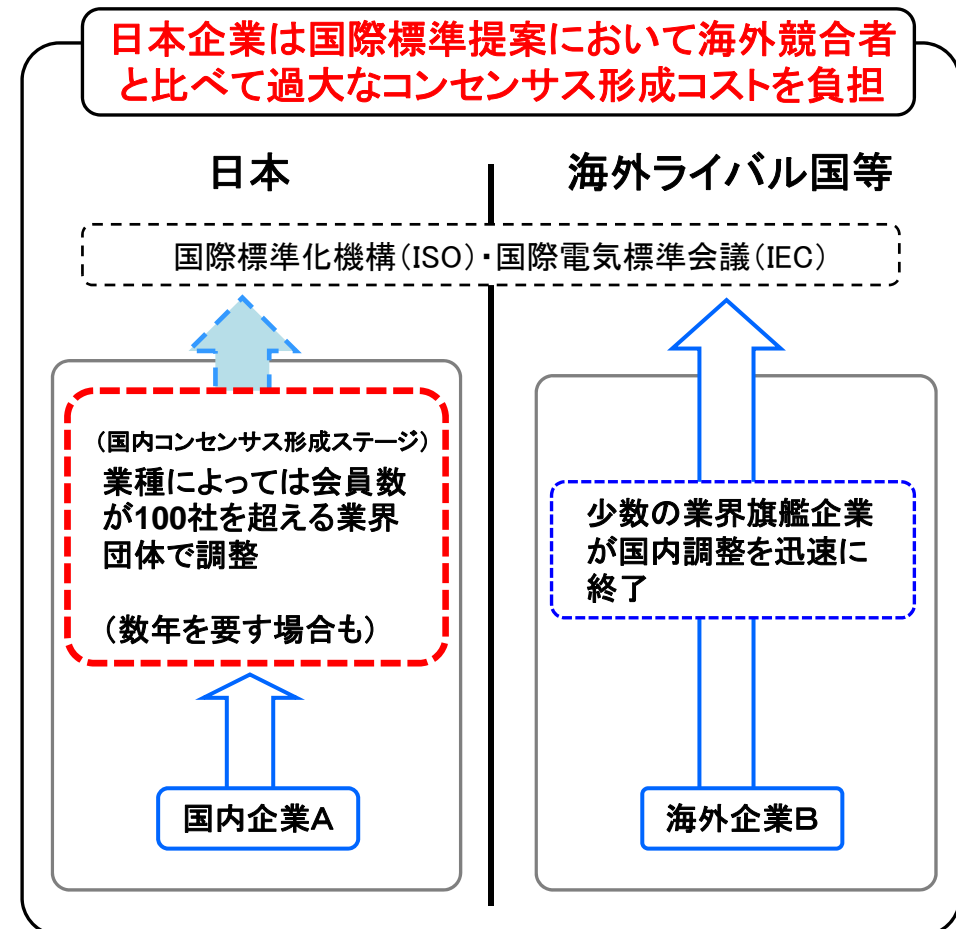 日本企業は国際標準提案において海外競合者
と比べて過大なコンセンサス形成コストを負担
日本
海外ライバル国等
国際標準化機構(ISO)・国際電気標準会議(IEC)
(国内コンセンサス形成ステージ)
業種によっては会員数
が100社を超える業界
団体で調整
(数年を要す場合も)
少数の業界旗艦企業
が国内調整を迅速に
終了
国内企業A
海外企業B